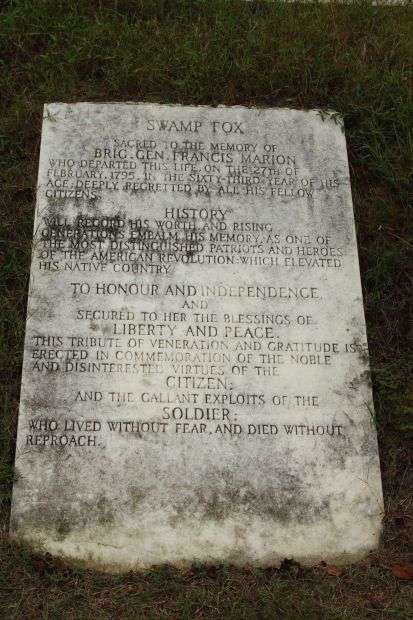 SWAMP FOX
SACRED TO THE MEMORY OF
BRIG. GEN. FRANCIS MARION
WHO DEPARTED THIS LIFE, ON THE 27TH OF
FEBRUARY, 1795, IN THE SIXTY-THIRD YEAR OF HIS
AGE; DEEPLY REGRETTED BY ALL HIS FELLOW
CITIZENS
HISTORY
WILL RECORD HIS WORTH AND RISING
GENERATIONS EMBALM HIS MEMORY, AS ONE OF
THE MOST DISTINGUISHED PATRIOTS AND HEROES
OF THE AMERICAN REVOLUTION: WHICH ELEVATED
HIS NATIVE COUNTRY
TO HONOUR AND INDEPENDENCE,
AND
SECURED TO HER THE BLESSINGS OF
LIBERTY AND PEACE.
THIS TRIBUTE OF VENERATION AND GRATITUDE IS
ERECTED IN COMMEMORATION OF THE NOBLE
AND DISINTERESTED VIRTUES OF THE
CITIZEN;
AND THE GALLANT EXPLOITS OF THE
SOLDIER;
WHO LIVED WITHOUT FEAR, AND DIED WITHOUT
REPROACH.